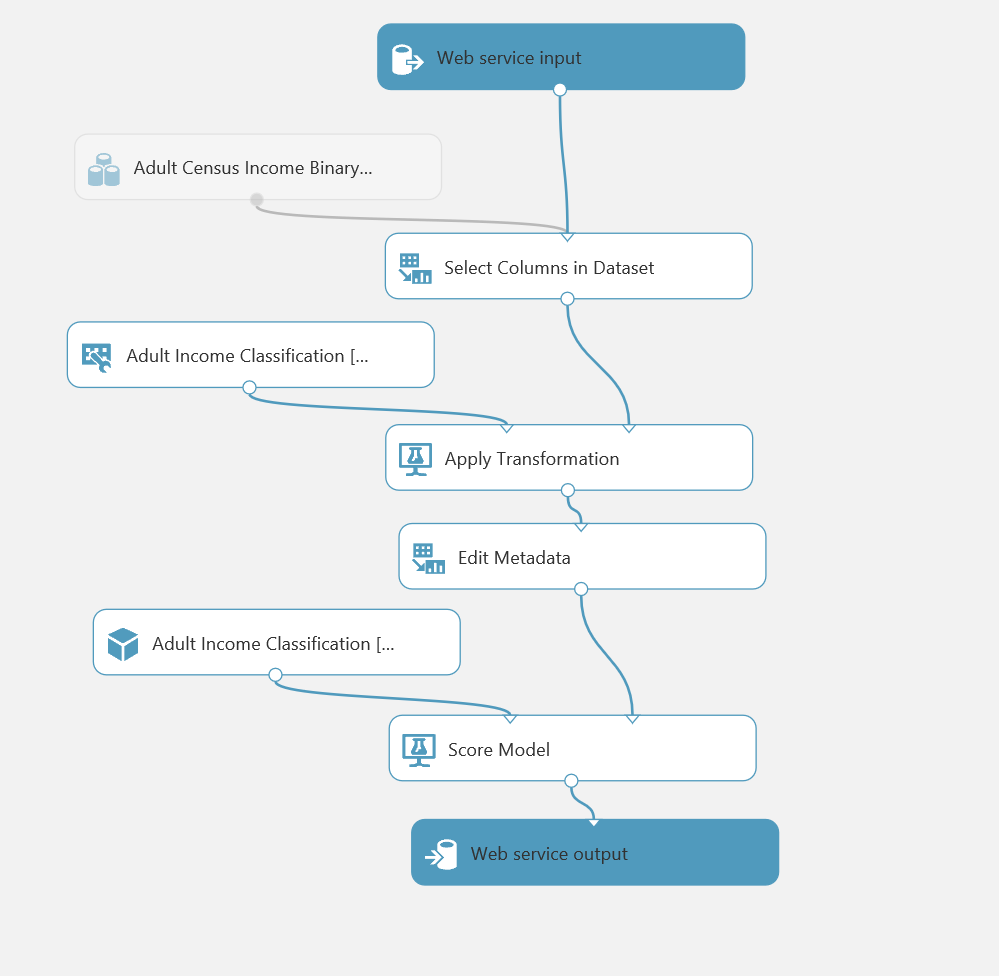 Web service input
Adult Census Income Binary...
Select Columns in Dataset
Adult Income Classification [...
Apply Transformation
Edit Metadata
Adult Income Classification [...
Score Model
Web service output